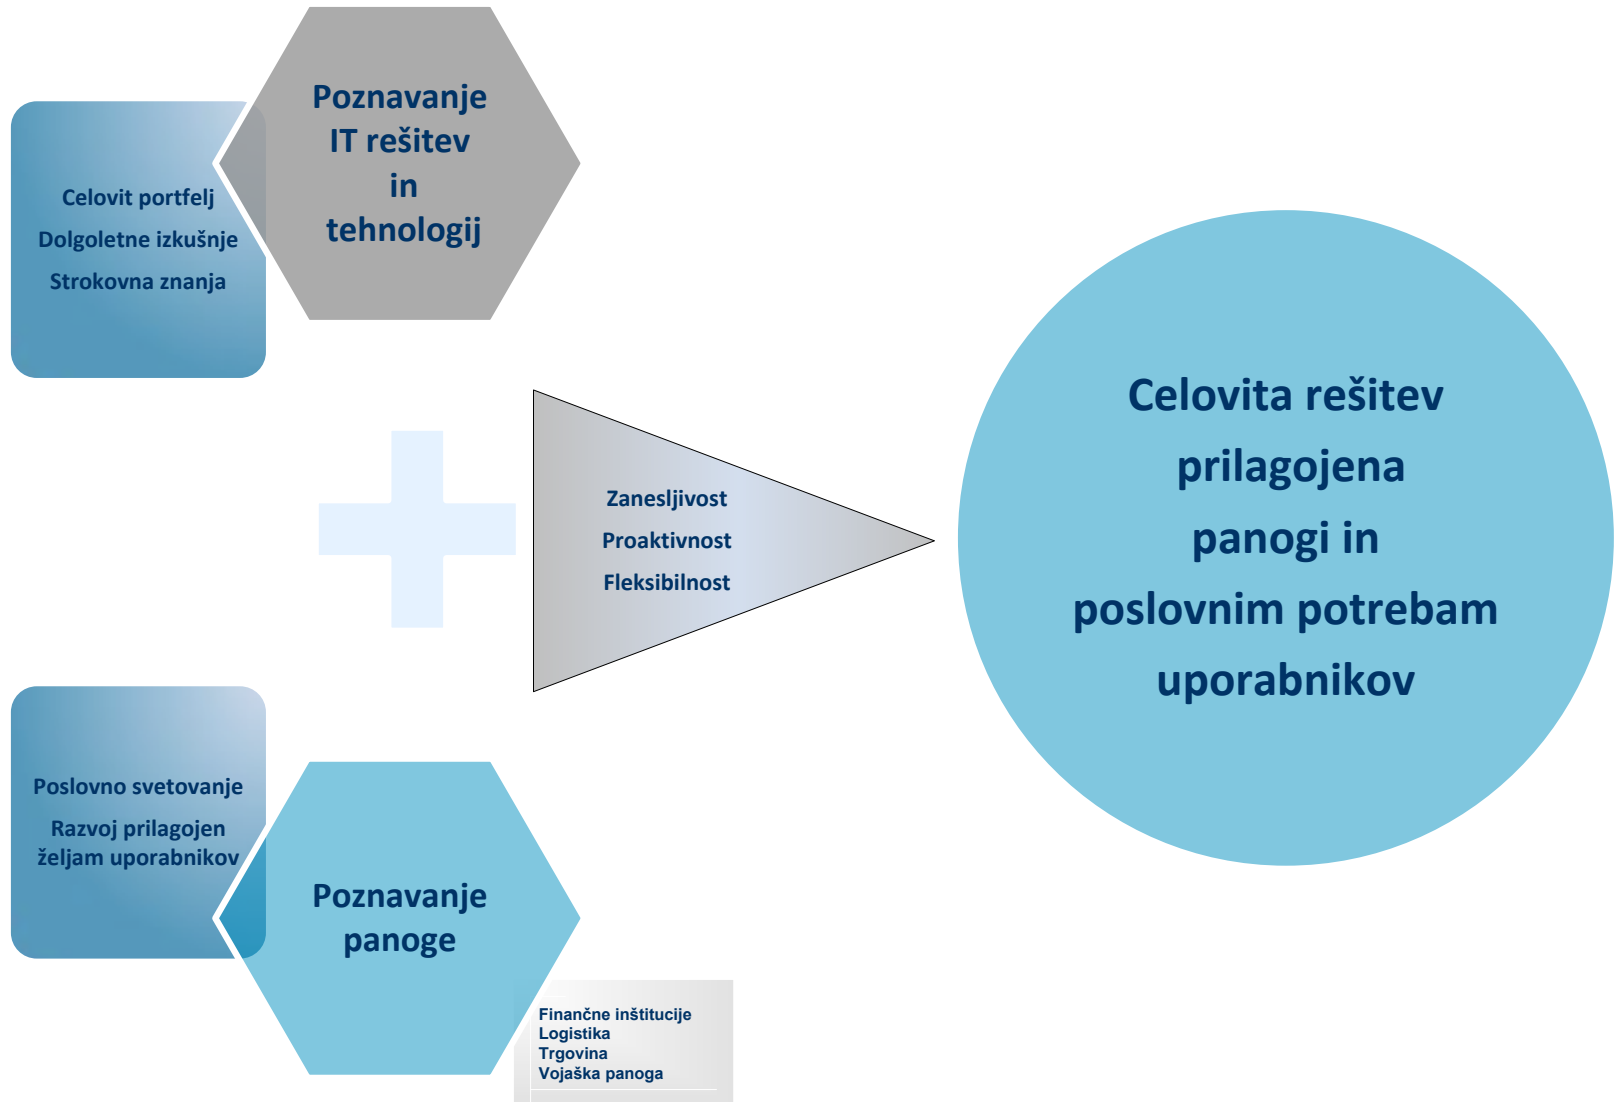 Poznavanje
IT rešitev
in
tehnologij
Celovit portfelj
Dolgoletne izkušnje
Strokovna znanja
Zanesljivost
Proaktivnost
Fleksibilnost
Celovita rešitev
prilagojena
panogi in
poslovnim potrebam
uporabnikov
Poslovno svetovanje
Razvoj prilagojen
željam uporabnikov
Poznavanje
panoge
Finančne inštitucije
Logistika
Trgovina
Vojaška panoga